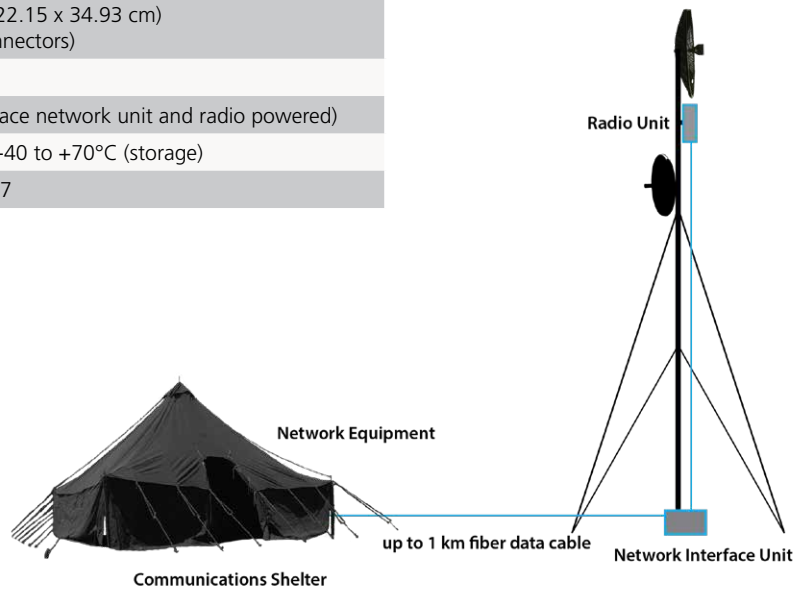 22.15 x 34.93 cm)
nnectors)
ace network unit and radio powered)
-40 to +70°C (storage)
7
Radio Unit
Network Equipment
up to 1 km fiber data cable
Network Interface Unit
Communications Shelter